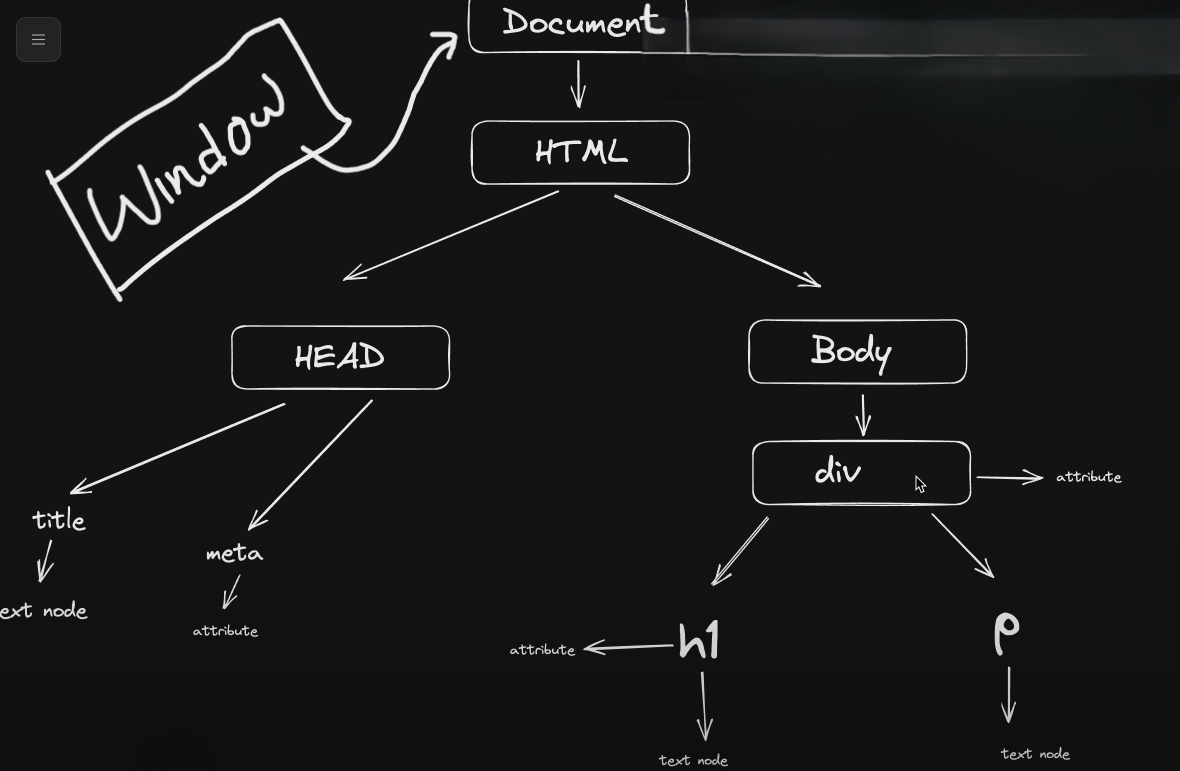 Document
Window
HTML
HEAD
Body
div
attribute
title
meta
ext node
attribute
h1
p
attribute
text node
text node